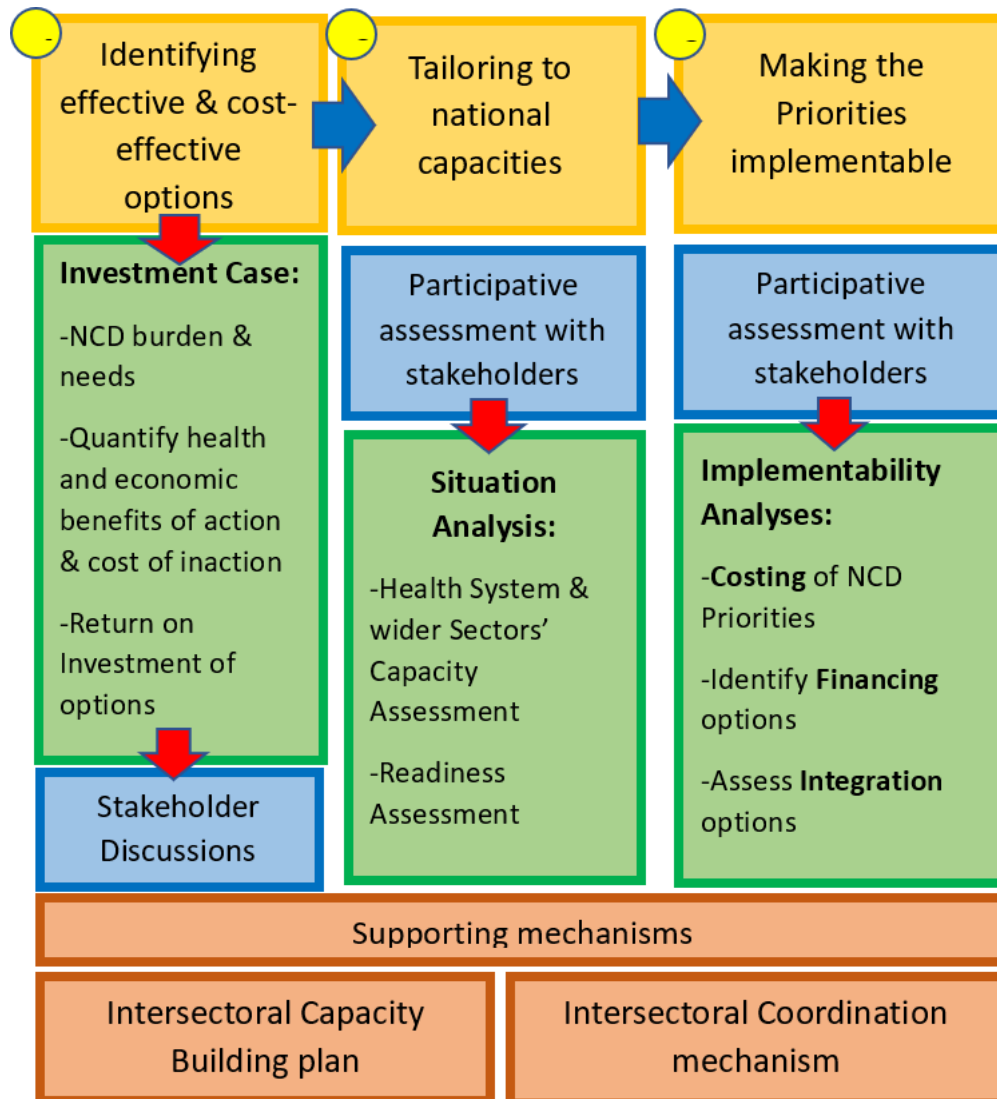 Identifying
effective & cost-
effective
options
Tailoring to
national
capacities
Making the
Priorities
implementable
Investment Case:
-NCD burden &
needs
-Quantify health
and economic
benefits of action
& cost of inaction
-Return on
Investment of
options
Stakeholder
Discussions
Participative
assessment with
stakeholders
Situation
Analysis:
-Health System &
wider Sectors’
Capacity
Assessment
-Readiness
Assessment
Participative
assessment with
stakeholders
Implementability
Analyses:
-Costing of NCD
Priorities
-Identify Financing
options
-Assess Integration
options
Supporting mechanisms
Intersectoral Capacity
Building plan
Intersectoral Coordination
mechanism